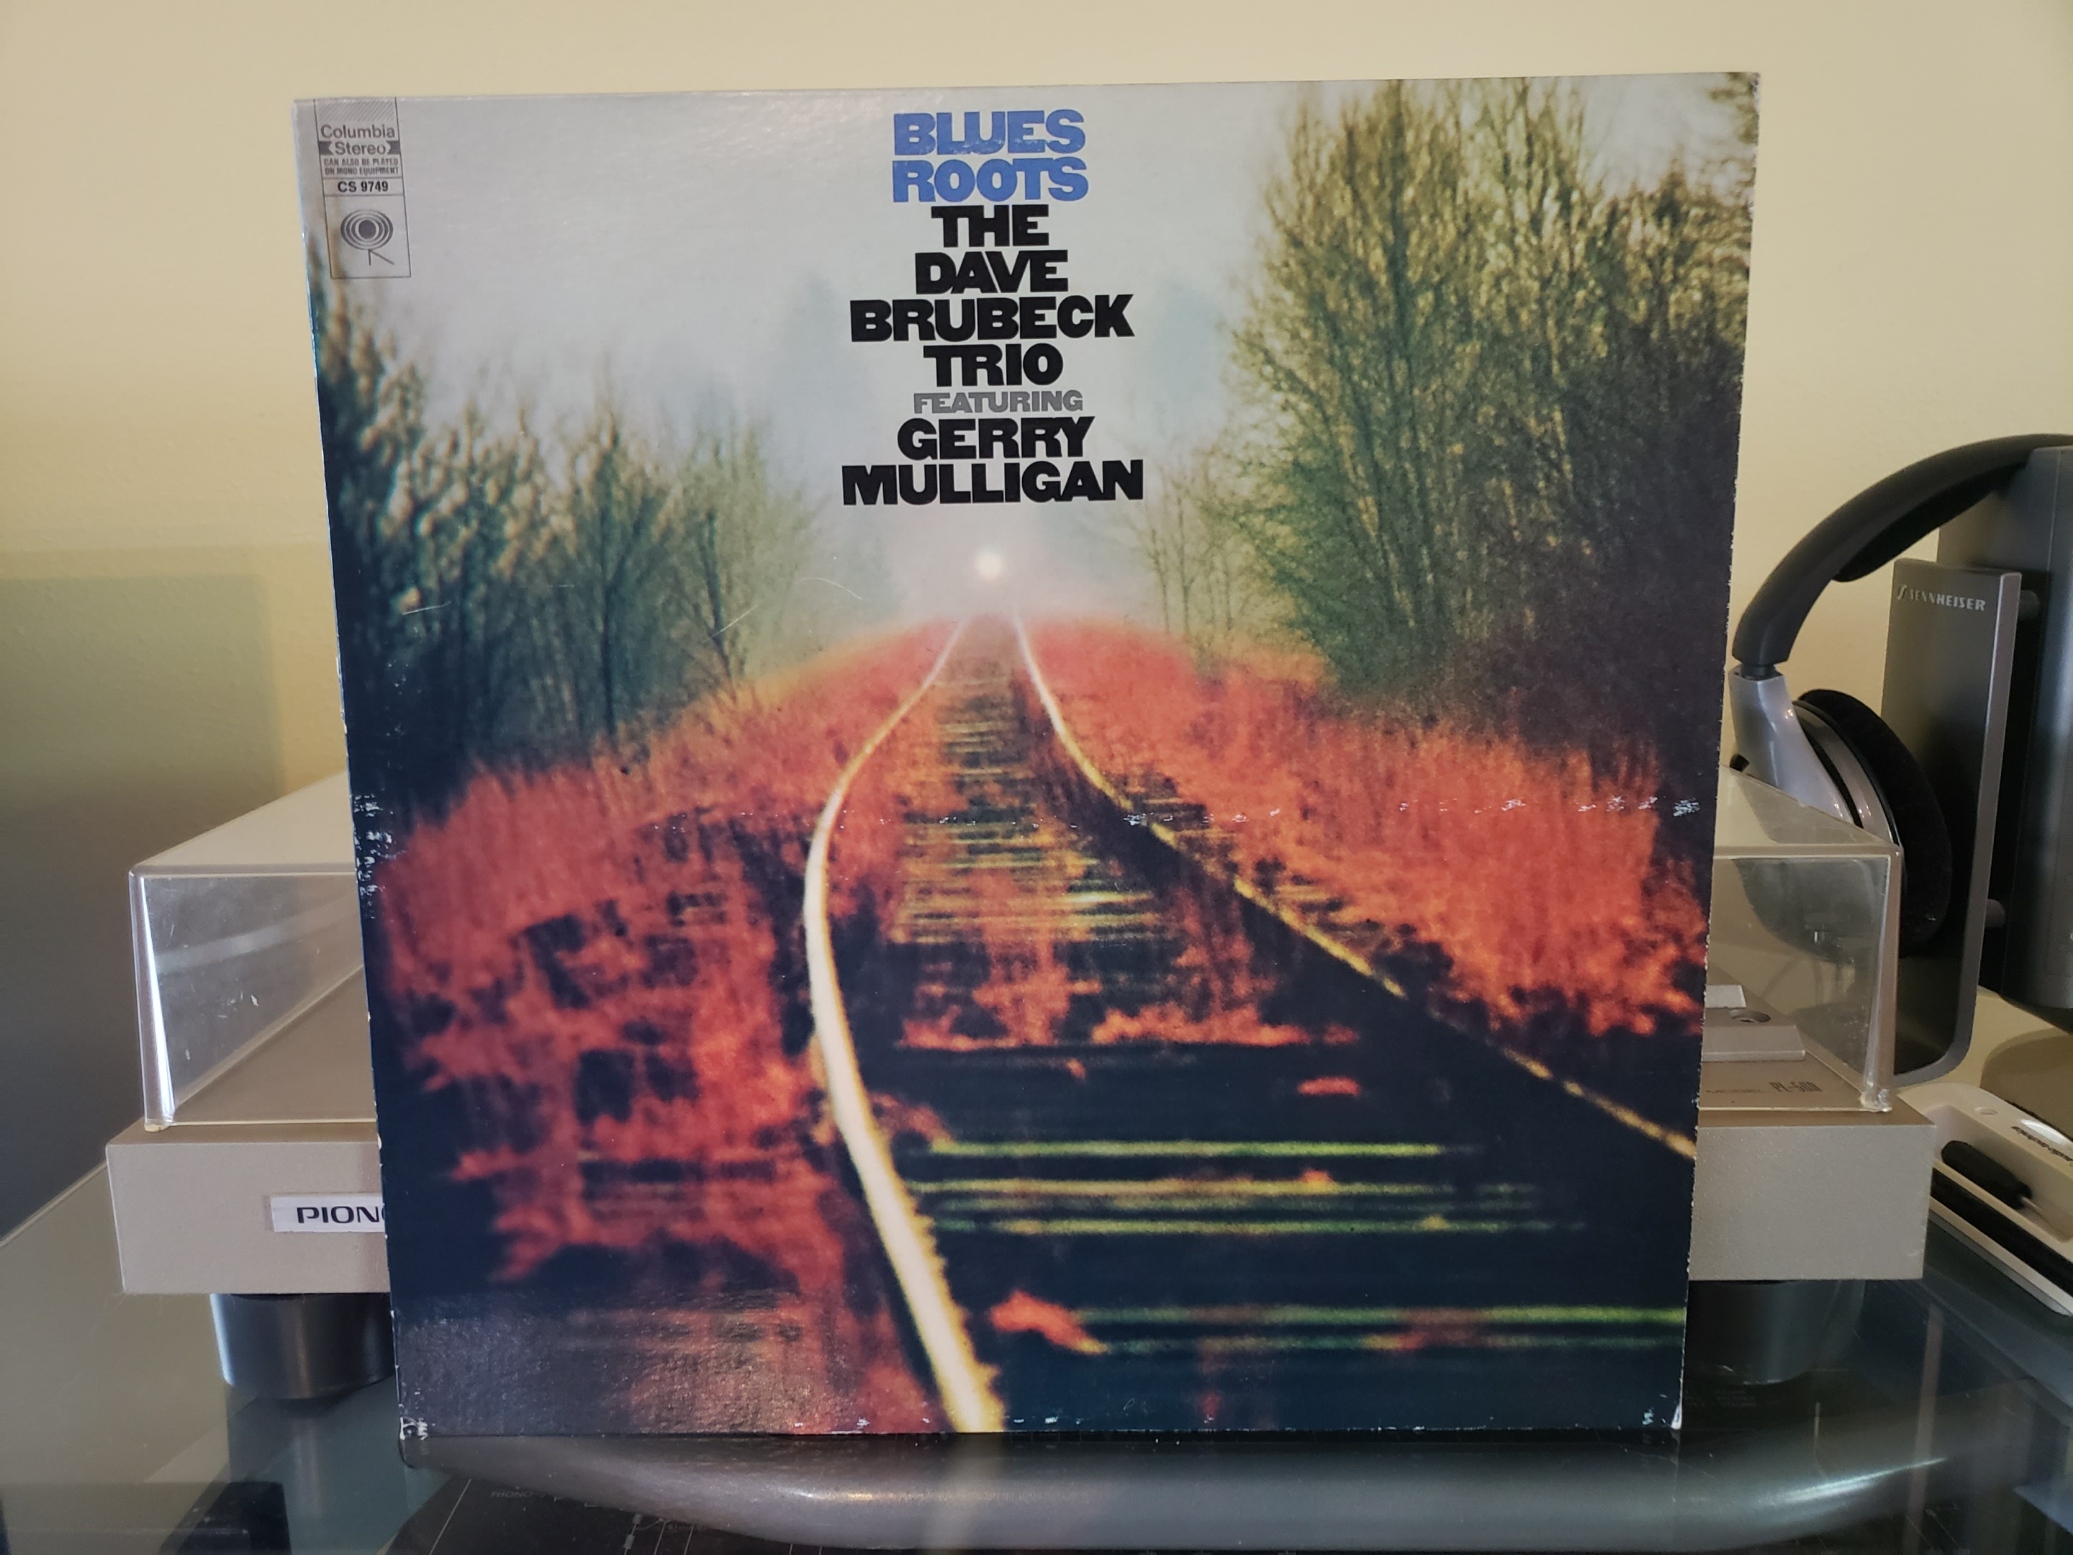 Columbia
Stereo
CAN ALSO BE PLAYED
ON MONO EQUIPMENT
CS 9749
BLUES
ROOTS
THE
DAVE
BRUBECK
TRIO
FEATURING
GERRY
MULLIGAN
SENNHEISER
PION